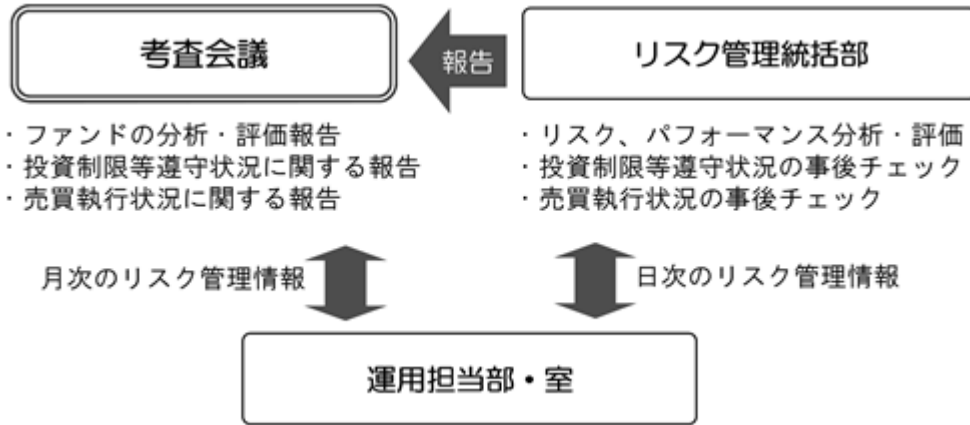 考査会議
報告
リスク管理統括部
・ファンドの分析・評価報告
・投資制限等遵守状況に関する報告
・売買執行状況に関する報告
・リスク、パフォーマンス分析・評価
・投資制限等遵守状況の事後チェック
・売買執行状況の事後チェック
月次のリスク管理情報
日次のリスク管理情報
運用担当部・室